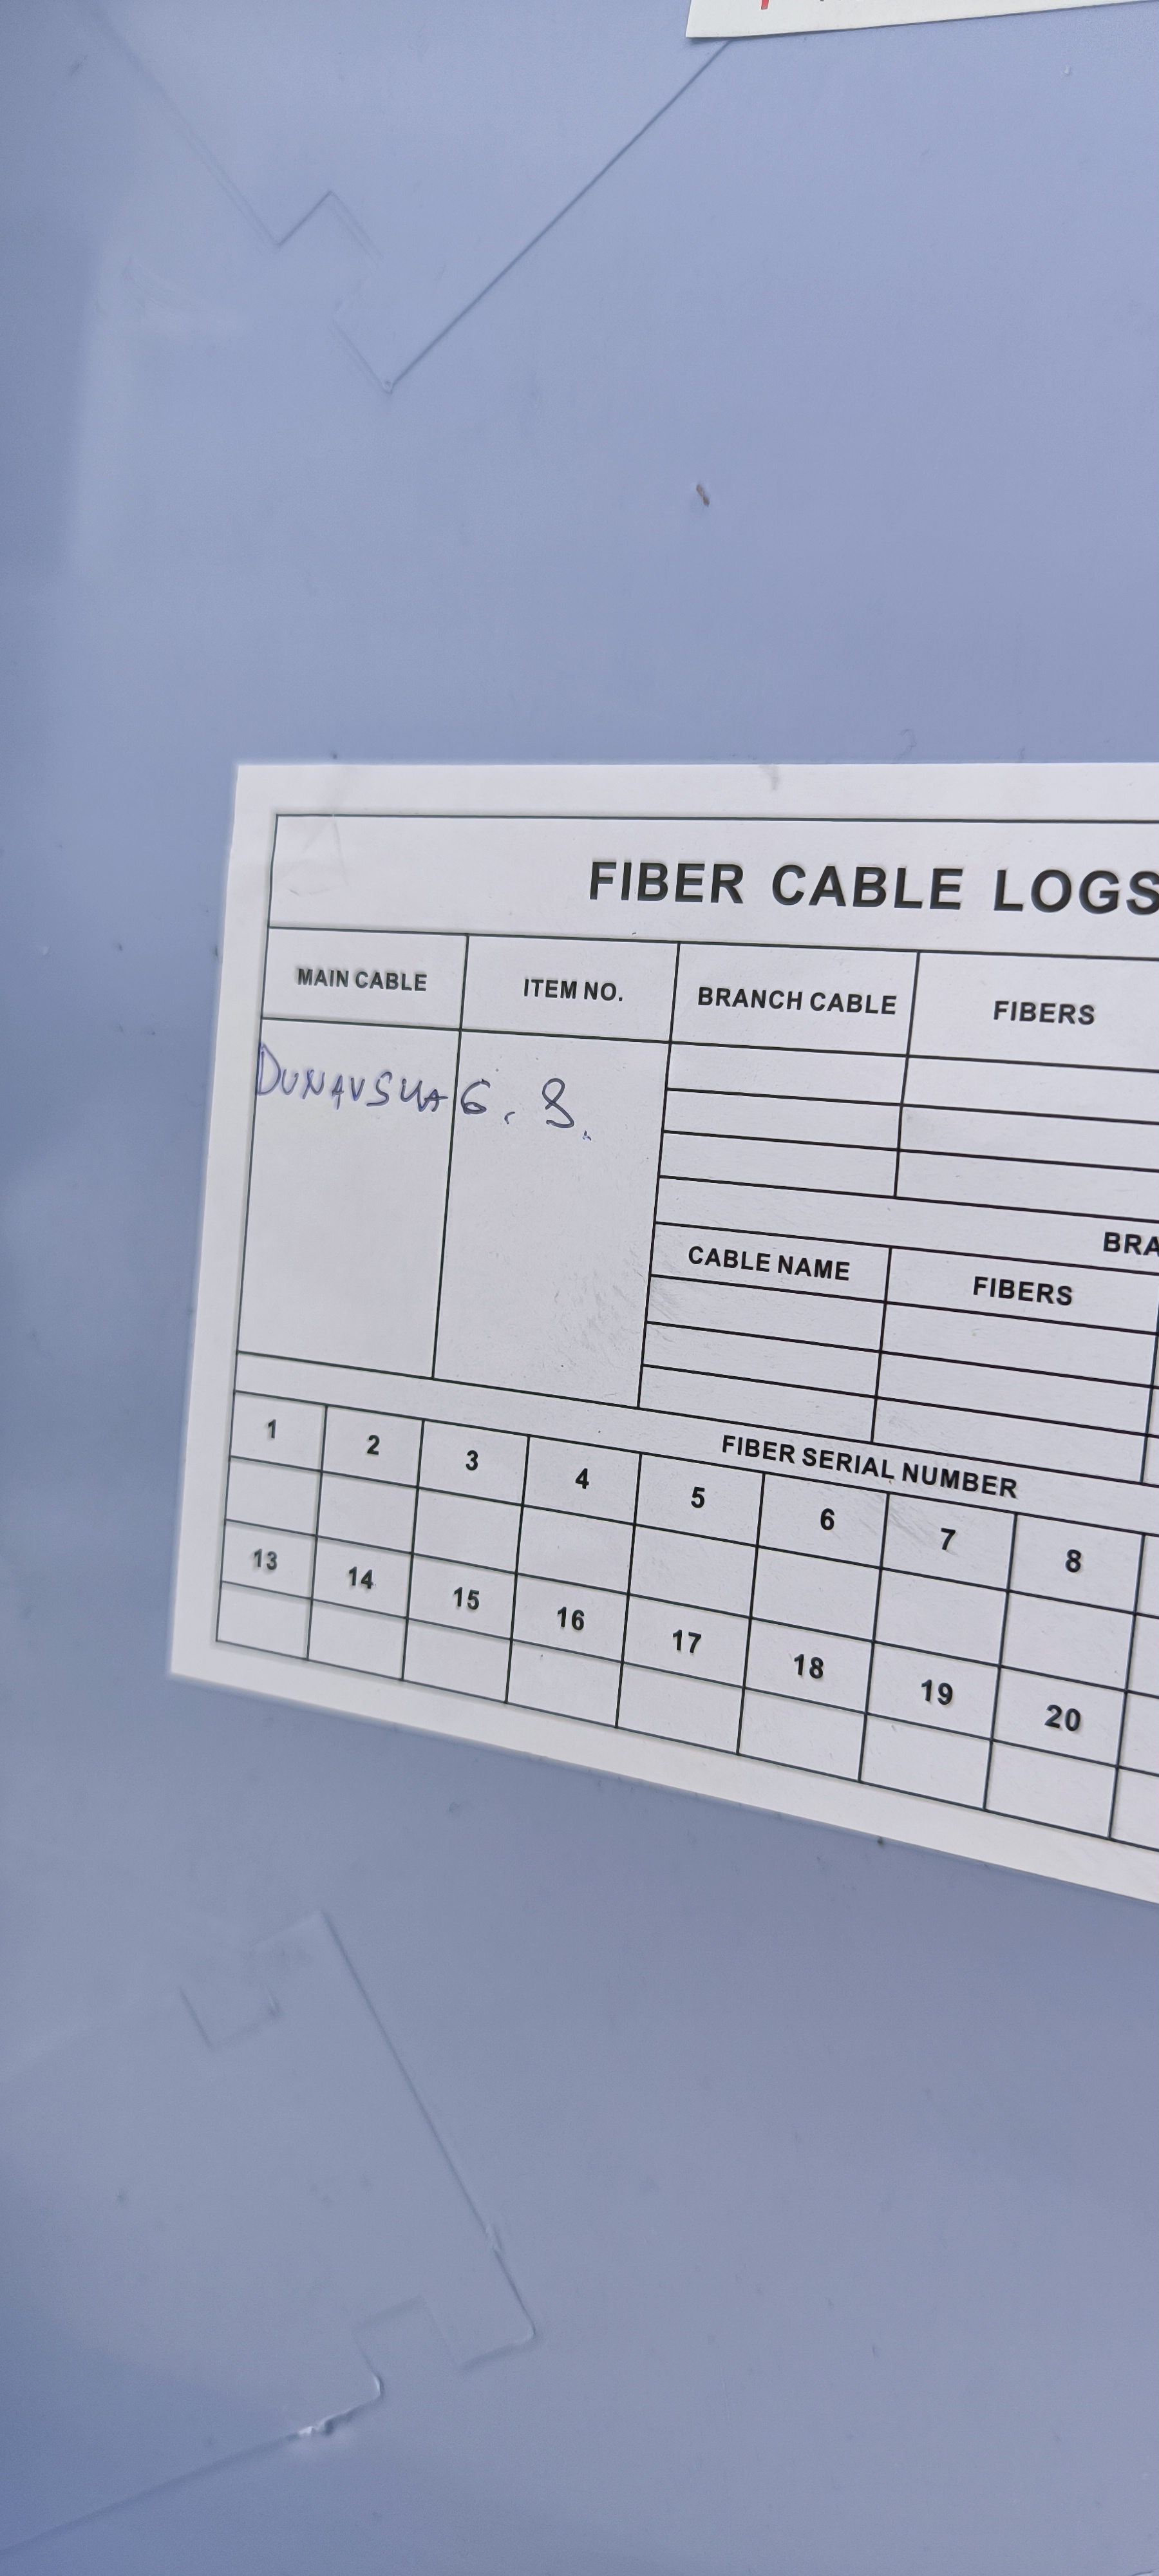 FIBER CABLE LOGS
MAIN CABLE ITEM NO. BRANCH CABLE FIBERS
DUNAVSKA 6, 8.
BRA
CABLE NAME FIBERS
FIBER SERIAL NUMBER
1 2 3 4 5 6 7 8
13 14 15 16 17 18 19 20